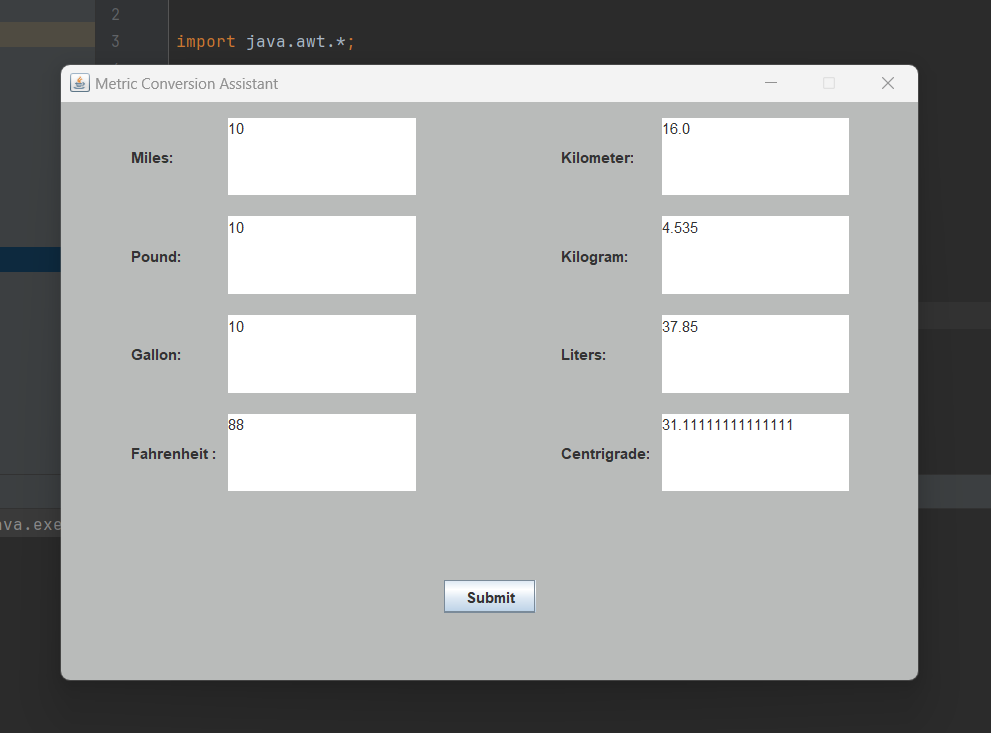 2
3 import java.awt.*;
Metric Conversion Assistant
Miles: 10 Kilometer: 16.0
Pound: 10 Kilogram: 4.535
Gallon: 10 Liters: 37.85
Fahrenheit : 88 Centrigrade: 31.11111111111111
ava.exe
Submit